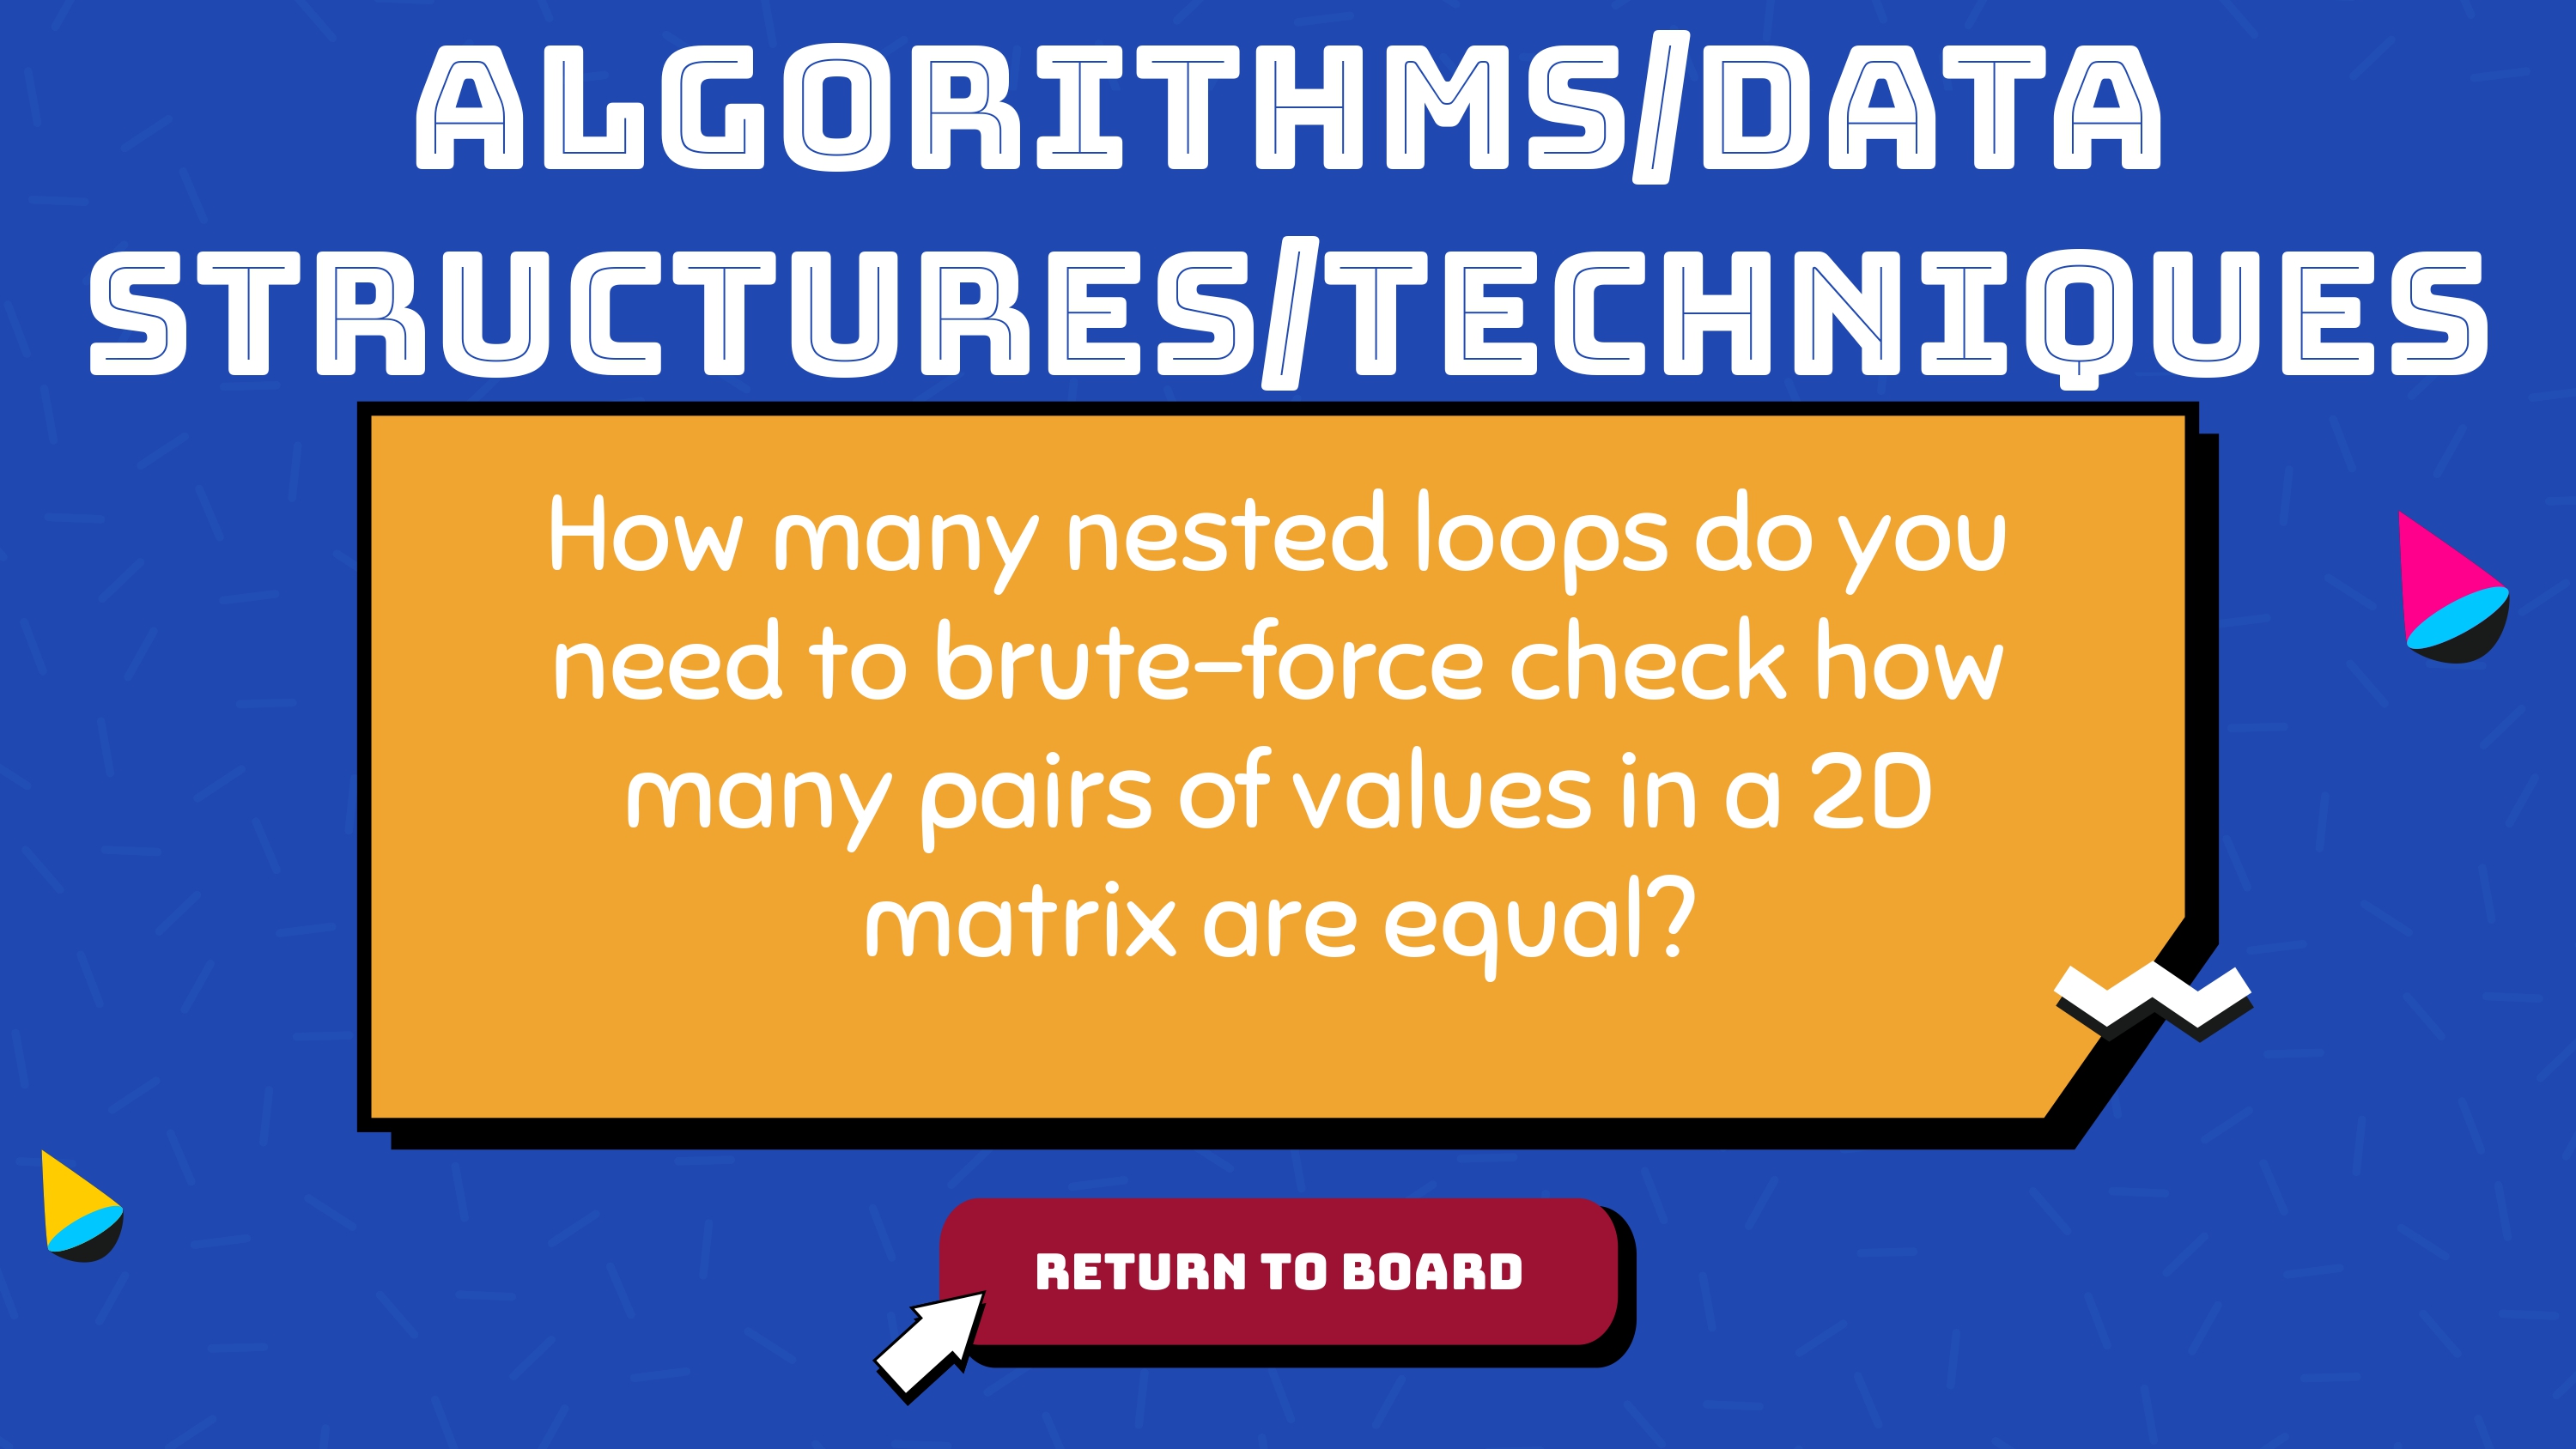 ALGORITHMS/DATA
STRUCTURES/TECHNIQUES
How many nested loops do you
need to brute-force check how
many pairs of values in a 2D
matrix are equal?
RETURN TO BOARD